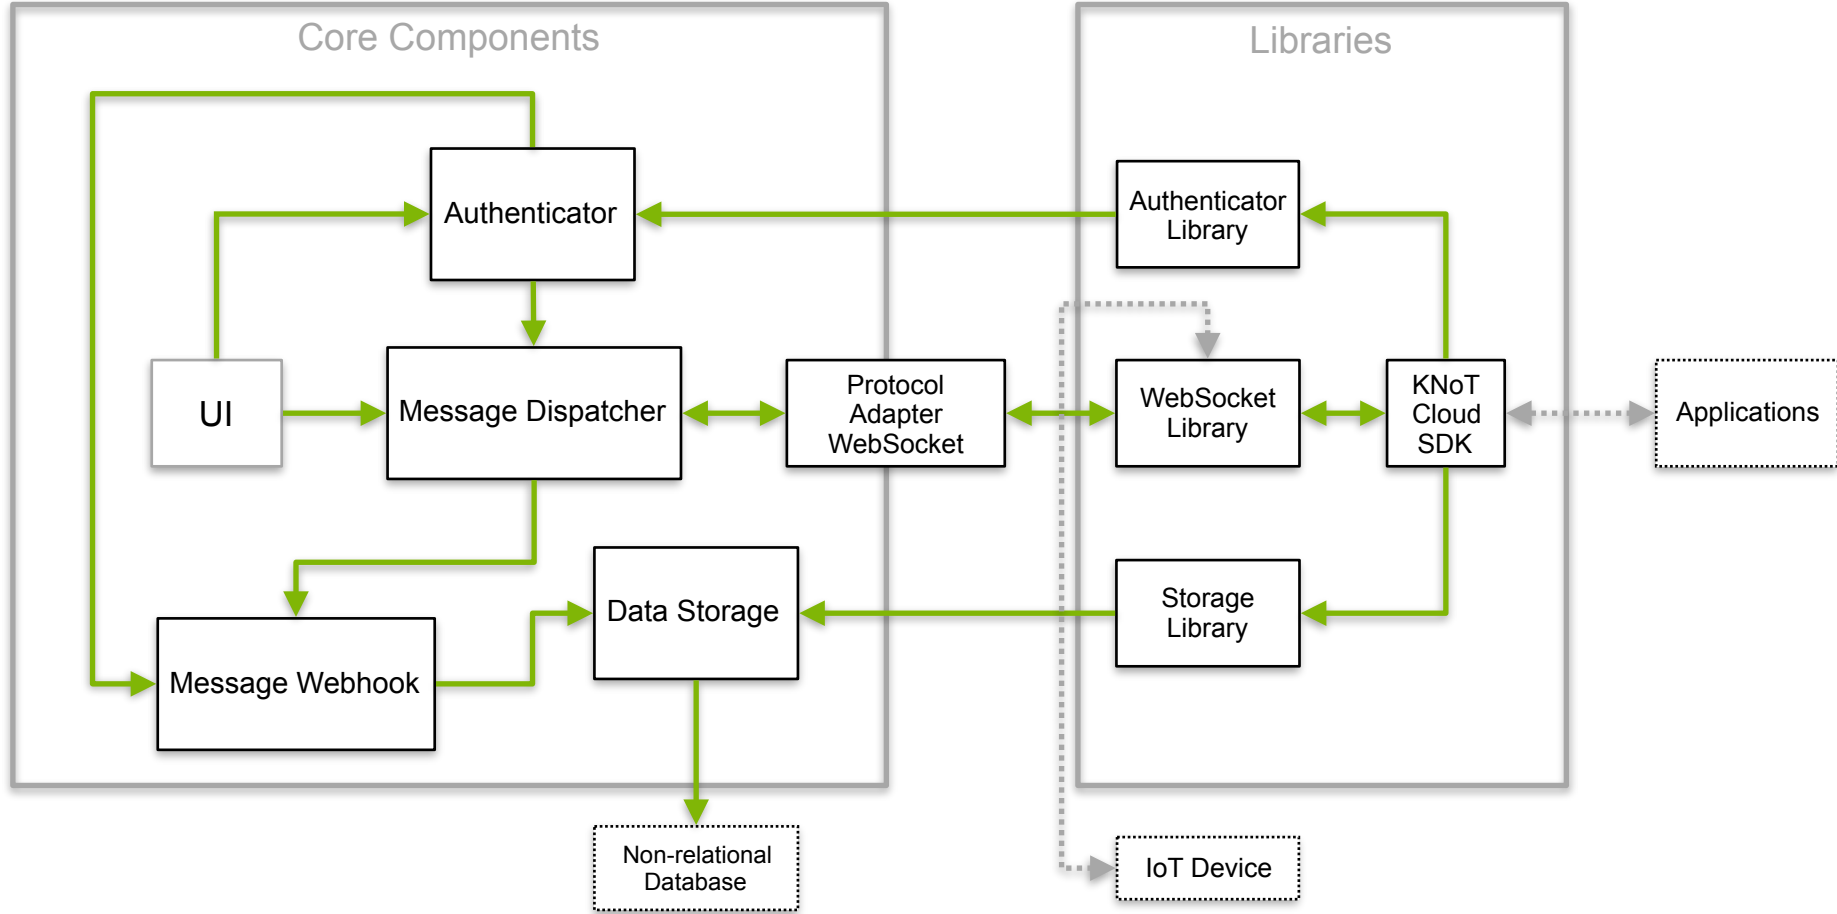 Core Components
Libraries
Authenticator
Authenticator
Library
UI
Message Dispatcher
Protocol
Adapter
WebSocket
WebSocket
Library
KNoT
Cloud
SDK
Applications
Data Storage
Storage
Library
Message Webhook
Non-relational
Database
IoT Device